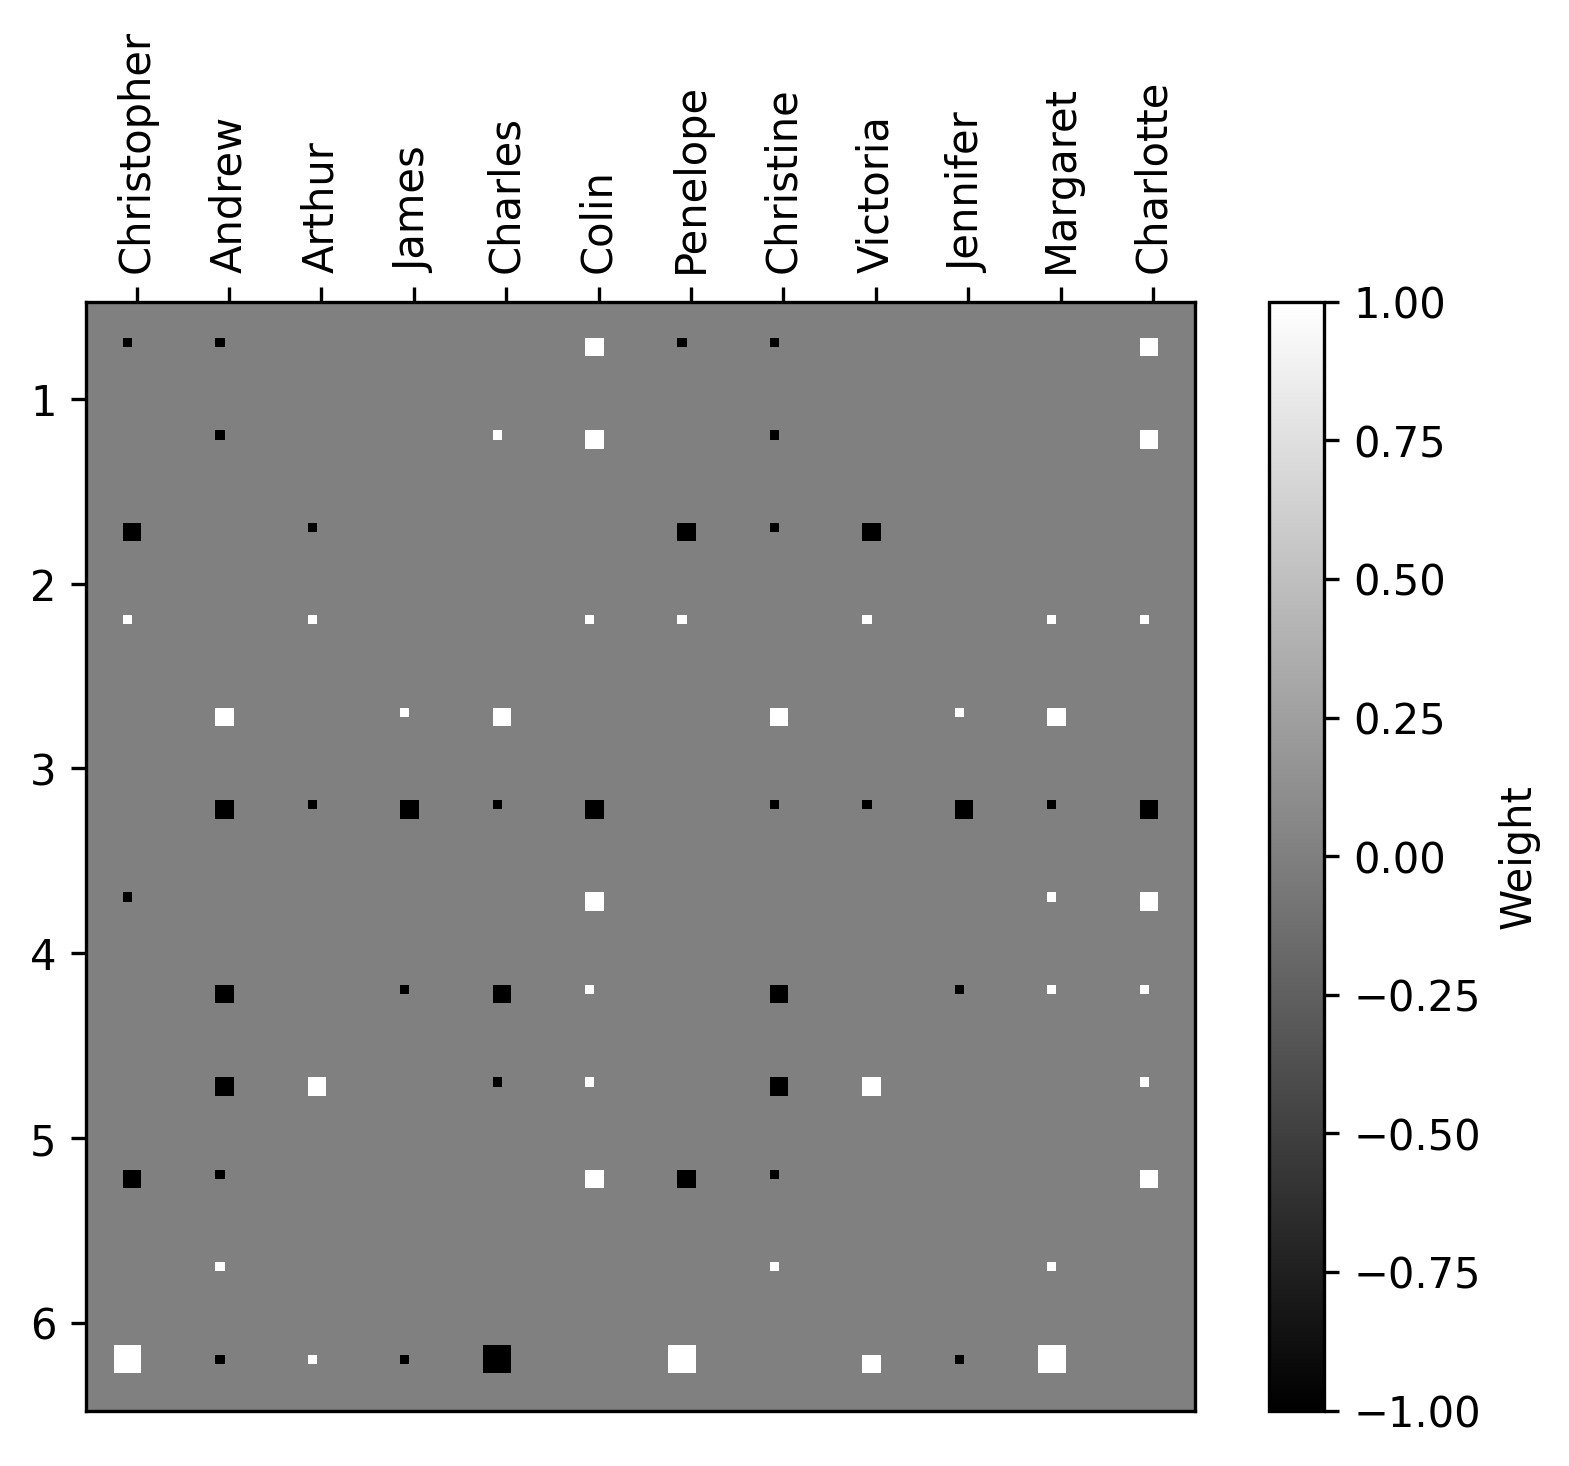 Christopher
Andrew
Arthur
James
Charles
Colin
Penelope
Christine
Victoria
Jennifer
Margaret
Charlotte
1
2
3
4
5
6
1.00
0.75
0.50
0.25
0.00
−0.25
−0.50
−0.75
−1.00
Weight